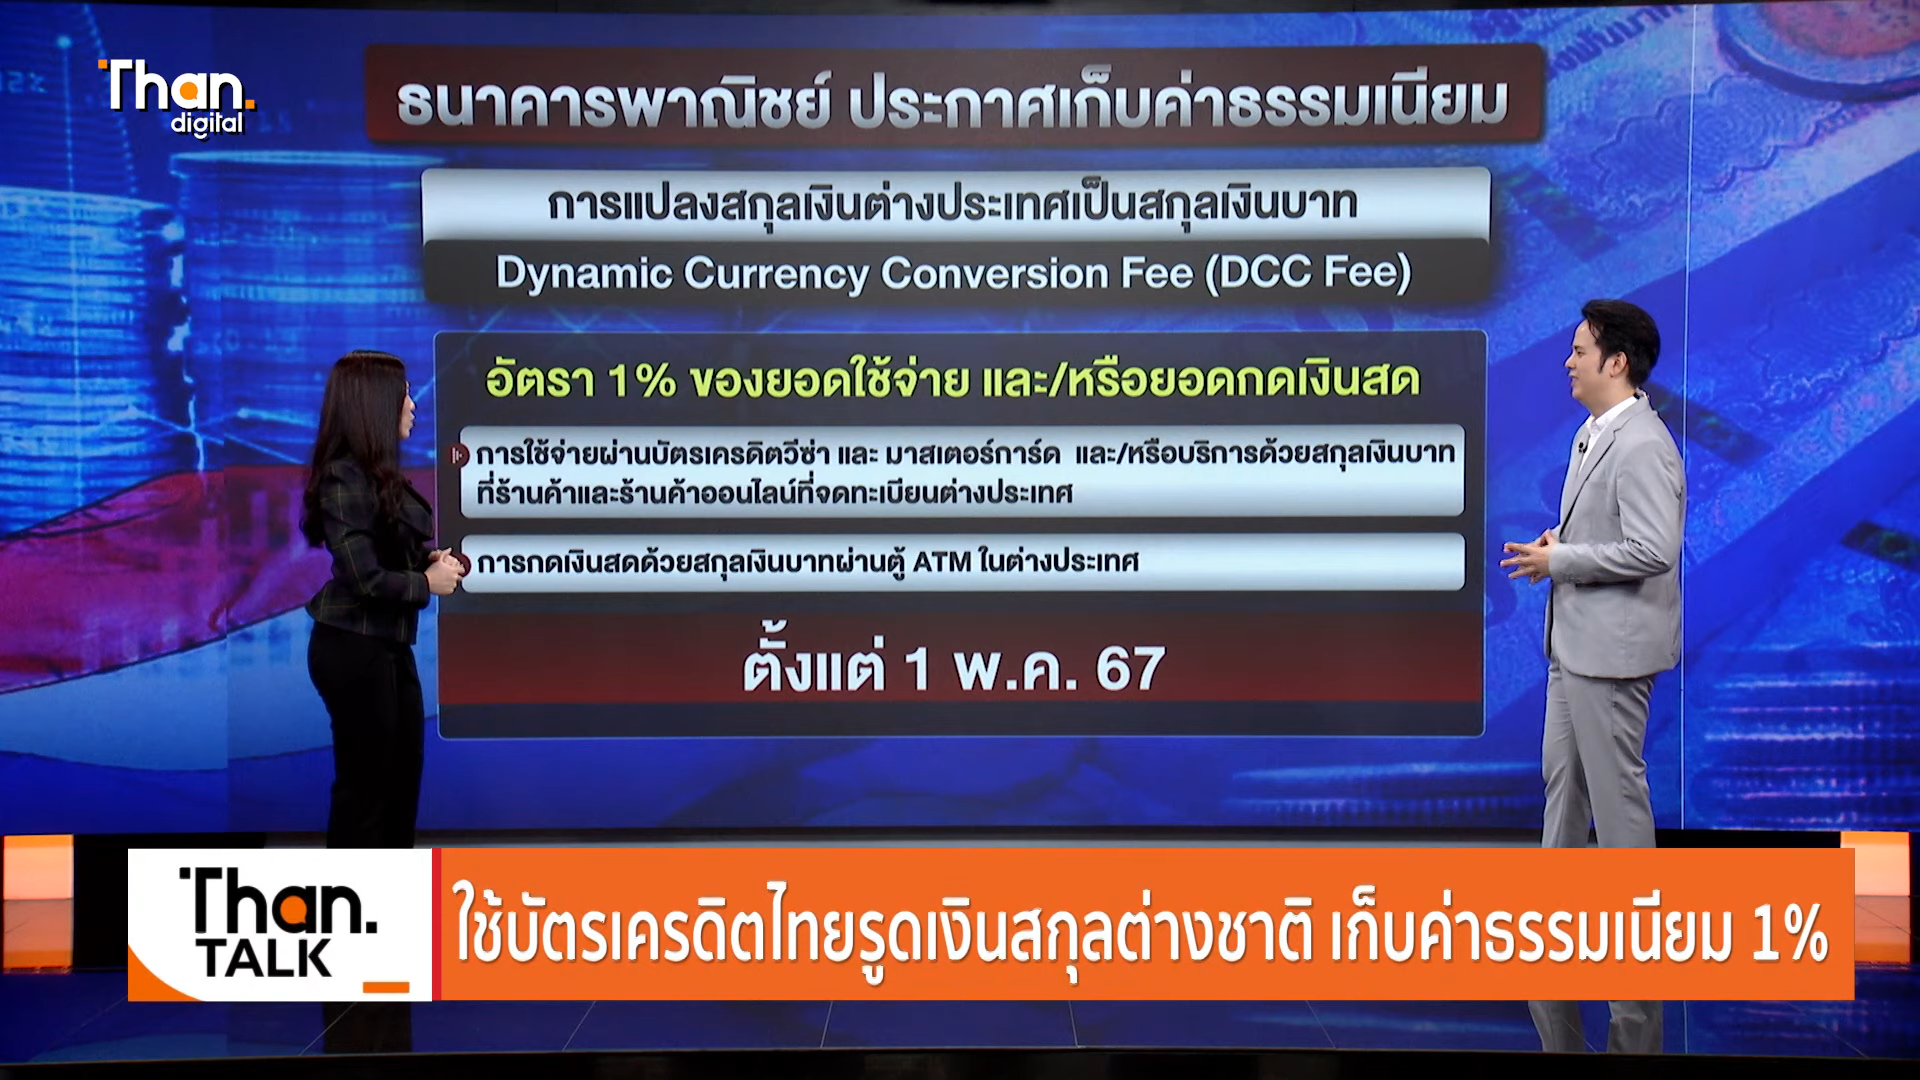 Than.
digital
ธนาคารพาณิชย์ ประกาศเก็บค่าธรรมเนียม
การแปลงสกุลเงินต่างประเทศเป็นสกุลเงินบาท
Dynamic Currency Conversion Fee (DCC Fee)
อัตรา 1% ของยอดใช้จ่าย และ/หรือยอดกดเงินสด
การใช้จ่ายผ่านบัตรเครดิตวีซ่า และ มาสเตอร์การ์ด และ/หรือบริการด้วยสกุลเงินบาท
ที่ร้านค้าและร้านค้าออนไลน์ที่จดทะเบียนต่างประเทศ
การกดเงินสดด้วยสกุลเงินบาทผ่านตู้ ATM ในต่างประเทศ
ตั้งแต่ 1 พ.ค. 67
Than.
TALK
ใช้บัตรเครดิตไทยรูดเงินสกุลต่างชาติ เก็บค่าธรรมเนียม 1%